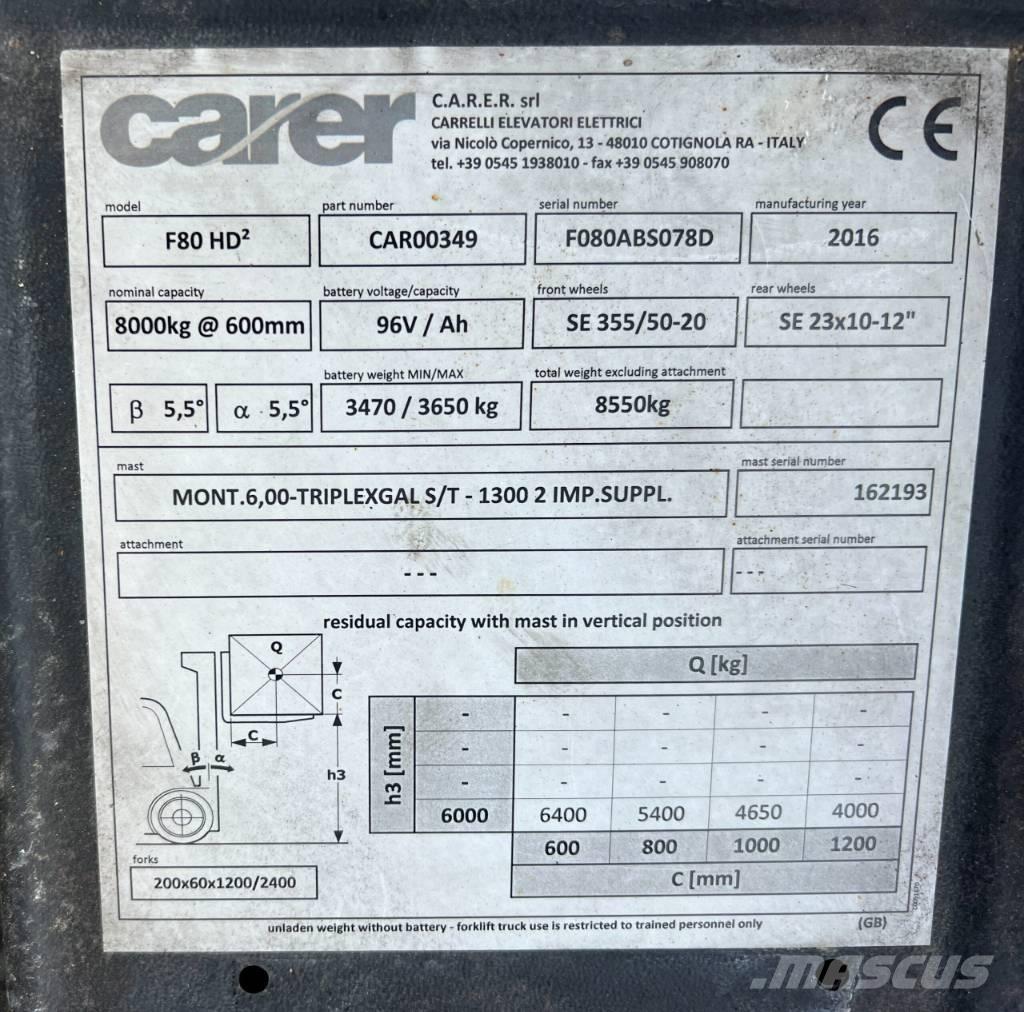 carer
C.A.R.E.R. srl
CARRELLI ELEVATORI ELETTRICI
via Nicolò Copernico, 13 - 48010 COTIGNOLA RA - ITALY
tel. +39 0545 1938010 - fax +39 0545 908070
CE
model part number serial number manufacturing year
F80 HD² CAR00349 F080ABS078D 2016
nominal capacity battery voltage/capacity front wheels rear wheels
8000kg @ 600mm 96V / Ah SE 355/50-20 SE 23x10-12"
battery weight MIN/MAX total weight excluding attachment
β 5,5° α 5,5° 3470 / 3650 kg 8550kg
mast mast serial number
MONT.6,00-TRIPLEXGAL S/T - 1300 2 IMP.SUPPL. 162193
attachment attachment serial number
--- ---
residual capacity with mast in vertical position
Q
C
C
β α
h3
Q [kg]
h3 [mm]
- - - - -
- - - - -
- - - - -
6000 6400 5400 4650 4000
600 800 1000 1200
C [mm]
forks
200x60x1200/2400
unladen weight without battery - forklift truck use is restricted to trained personnel only (GB)
.MASCUS